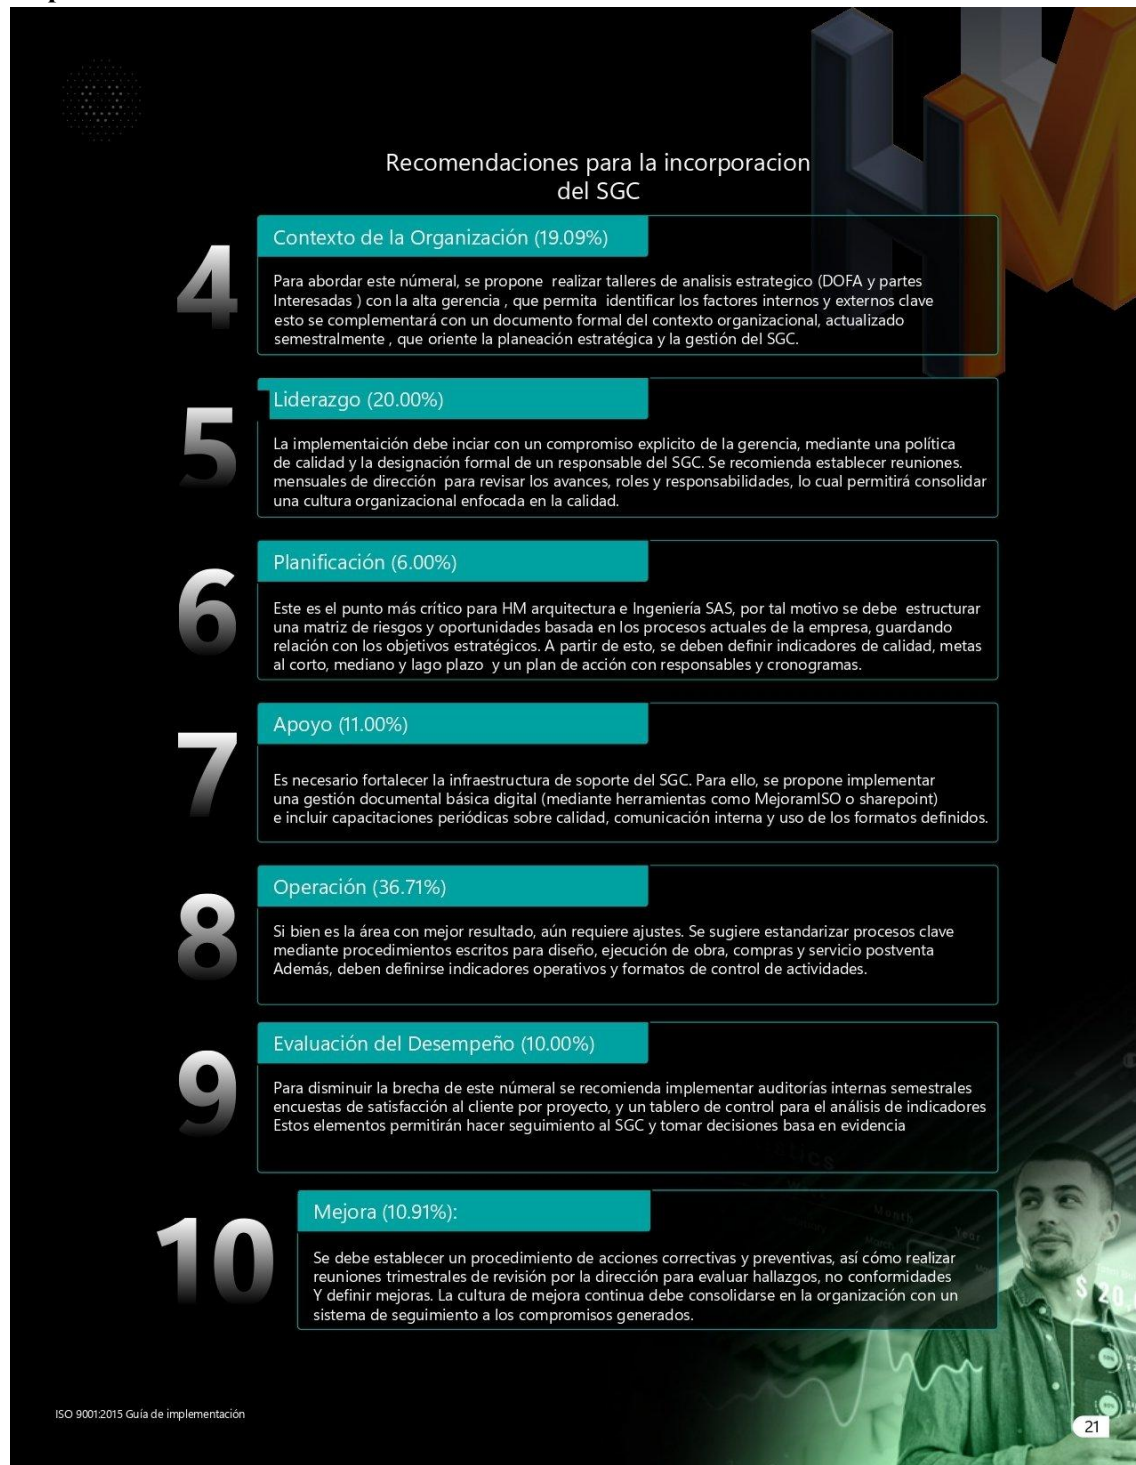 Recomendaciones para la incorporacion
del SGC
4
Contexto de la Organización (19.09%)
Para abordar este númeral, se propone realizar talleres de analisis estrategico (DOFA y partes
Interesadas ) con la alta gerencia , que permita identificar los factores internos y externos clave
esto se complementará con un documento formal del contexto organizacional, actualizado
semestralmente , que oriente la planeación estratégica y la gestión del SGC.
5
Liderazgo (20.00%)
La implementaición debe inciar con un compromiso explicito de la gerencia, mediante una política
de calidad y la designación formal de un responsable del SGC. Se recomienda establecer reuniones.
mensuales de dirección para revisar los avances, roles y responsabilidades, lo cual permitirá consolidar
una cultura organizacional enfocada en la calidad.
6
Planificación (6.00%)
Este es el punto más crítico para HM arquitectura e Ingeniería SAS, por tal motivo se debe estructurar
una matriz de riesgos y oportunidades basada en los procesos actuales de la empresa, guardando
relación con los objetivos estratégicos. A partir de esto, se deben definir indicadores de calidad, metas
al corto, mediano y lago plazo y un plan de acción con responsables y cronogramas.
7
Apoyo (11.00%)
Es necesario fortalecer la infraestructura de soporte del SGC. Para ello, se propone implementar
una gestión documental básica digital (mediante herramientas como MejoramISO o sharepoint)
e incluir capacitaciones periódicas sobre calidad, comunicación interna y uso de los formatos definidos.
8
Operación (36.71%)
Si bien es la área con mejor resultado, aún requiere ajustes. Se sugiere estandarizar procesos clave
mediante procedimientos escritos para diseño, ejecución de obra, compras y servicio postventa
Además, deben definirse indicadores operativos y formatos de control de actividades.
9
Evaluación del Desempeño (10.00%)
Para disminuir la brecha de este númeral se recomienda implementar auditorías internas semestrales
encuestas de satisfacción al cliente por proyecto, y un tablero de control para el análisis de indicadores
Estos elementos permitirán hacer seguimiento al SGC y tomar decisiones basa en evidencia
10
Mejora (10.91%):
Se debe establecer un procedimiento de acciones correctivas y preventivas, así cómo realizar
reuniones trimestrales de revisión por la dirección para evaluar hallazgos, no conformidades
Y definir mejoras. La cultura de mejora continua debe consolidarse en la organización con un
sistema de seguimiento a los compromisos generados.
Month
Year
$ 20,
ISO 9001:2015 Guía de implementación
21